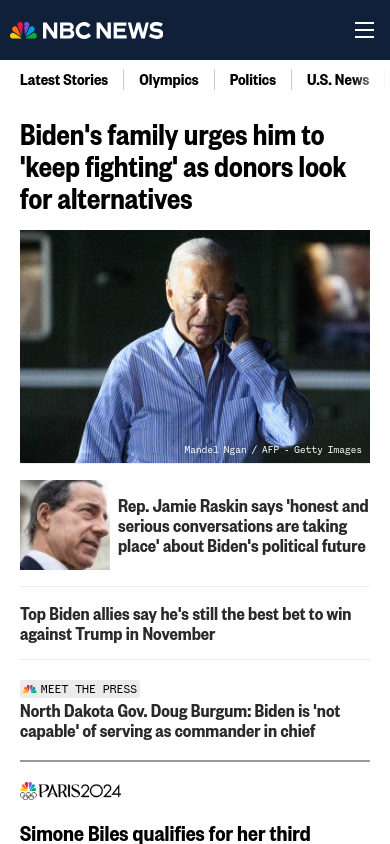 NBC NEWS
Latest Stories
Olympics
Politics
U.S. News
Biden's family urges him to
'keep fighting' as donors look
for alternatives
Mandel Ngan / AFP - Getty Images
Rep. Jamie Raskin says 'honest and
serious conversations are taking
place' about Biden's political future
Top Biden allies say he's still the best bet to win
against Trump in November
MEET THE PRESS
North Dakota Gov. Doug Burgum: Biden is 'not
capable' of serving as commander in chief
PARIS2024
Simone Biles qualifies for her third